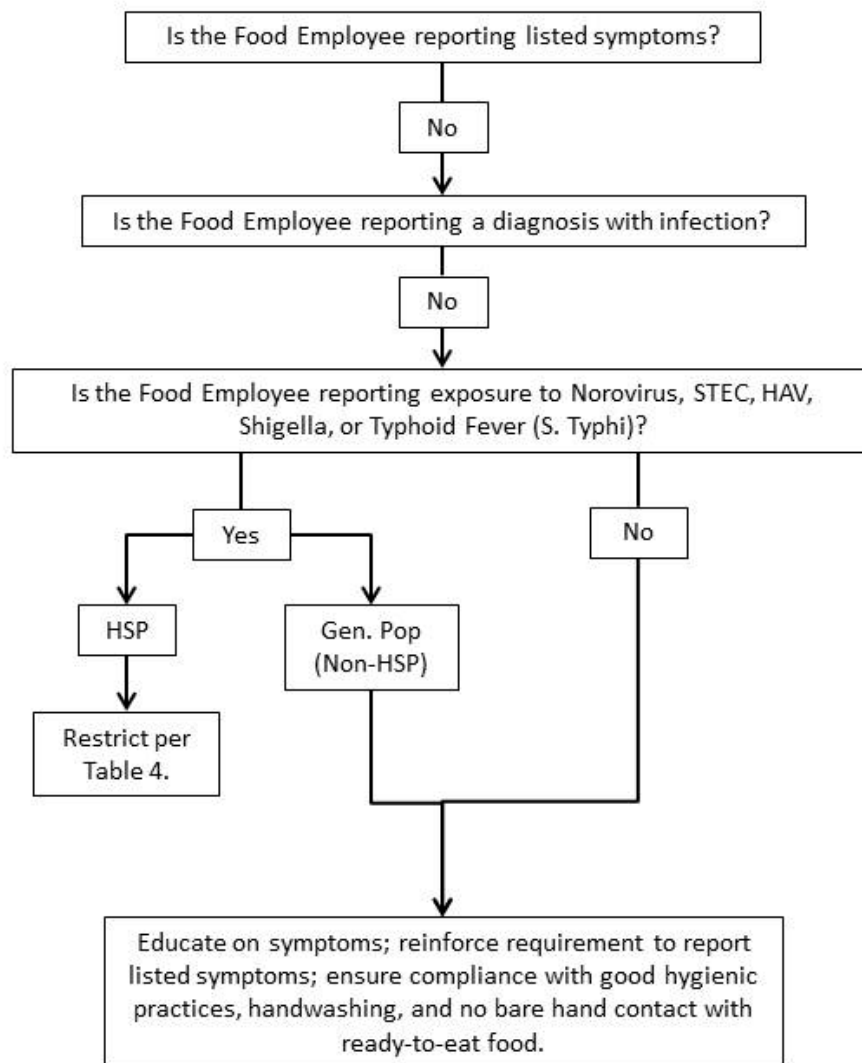 Is the Food Employee reporting listed symptoms?
No
Is the Food Employee reporting a diagnosis with infection?
No
Is the Food Employee reporting exposure to Norovirus, STEC, HAV,
Shigella, or Typhoid Fever (S. Typhi)?
Yes
No
HSP
Gen. Pop
(Non-HSP)
Restrict per
Table 4.
Educate on symptoms; reinforce requirement to report
listed symptoms; ensure compliance with good hygienic
practices, handwashing, and no bare hand contact with
ready-to-eat food.